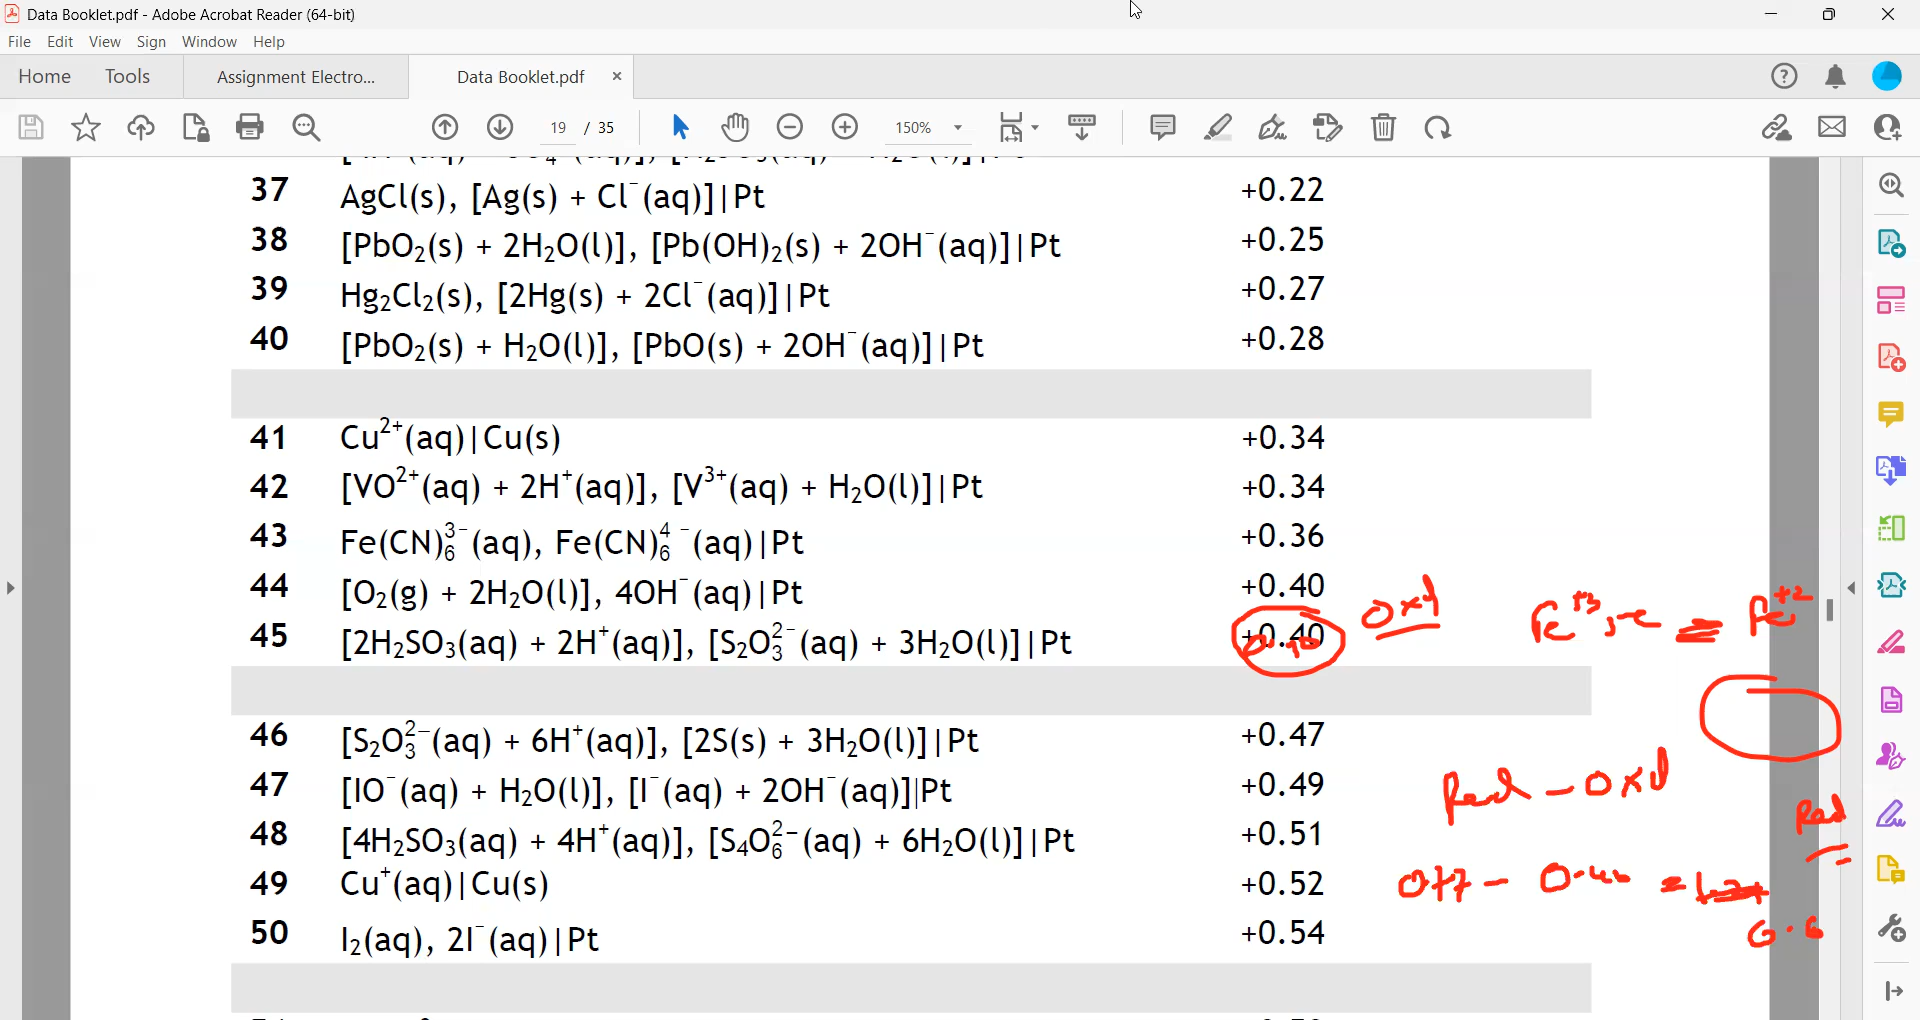 Data Booklet.pdf - Adobe Acrobat Reader (64-bit)
File Edit View Sign Window Help
Home Tools Assignment Electro... Data Booklet.pdf ×
19 / 35 150%
37 AgCl(s), [Ag(s) + Cl⁻(aq)]|Pt +0.22
38 [PbO₂(s) + 2H₂O(l)], [Pb(OH)₂(s) + 2OH⁻(aq)]|Pt +0.25
39 Hg₂Cl₂(s), [2Hg(s) + 2Cl⁻(aq)]|Pt +0.27
40 [PbO₂(s) + H₂O(l)], [PbO(s) + 2OH⁻(aq)]|Pt +0.28
41 Cu²⁺(aq)|Cu(s) +0.34
42 [VO²⁺(aq) + 2H⁺(aq)], [V³⁺(aq) + H₂O(l)]|Pt +0.34
43 Fe(CN)₆³⁻(aq), Fe(CN)₆⁴⁻(aq)|Pt +0.36
44 [O₂(g) + 2H₂O(l)], 4OH⁻(aq)|Pt +0.40
Oxd Fe⁺³, e = Fe⁺²
45 [2H₂SO₃(aq) + 2H⁺(aq)], [S₂O₃²⁻(aq) + 3H₂O(l)]|Pt +0.40
46 [S₂O₃²⁻(aq) + 6H⁺(aq)], [2S(s) + 3H₂O(l)]|Pt +0.47
47 [IO⁻(aq) + H₂O(l)], [I⁻(aq) + 2OH⁻(aq)]|Pt +0.49
Red - Oxd
Red
48 [4H₂SO₃(aq) + 4H⁺(aq)], [S₄O₆²⁻(aq) + 6H₂O(l)]|Pt +0.51
49 Cu⁺(aq)|Cu(s) +0.52
50 I₂(aq), 2I⁻(aq)|Pt +0.54